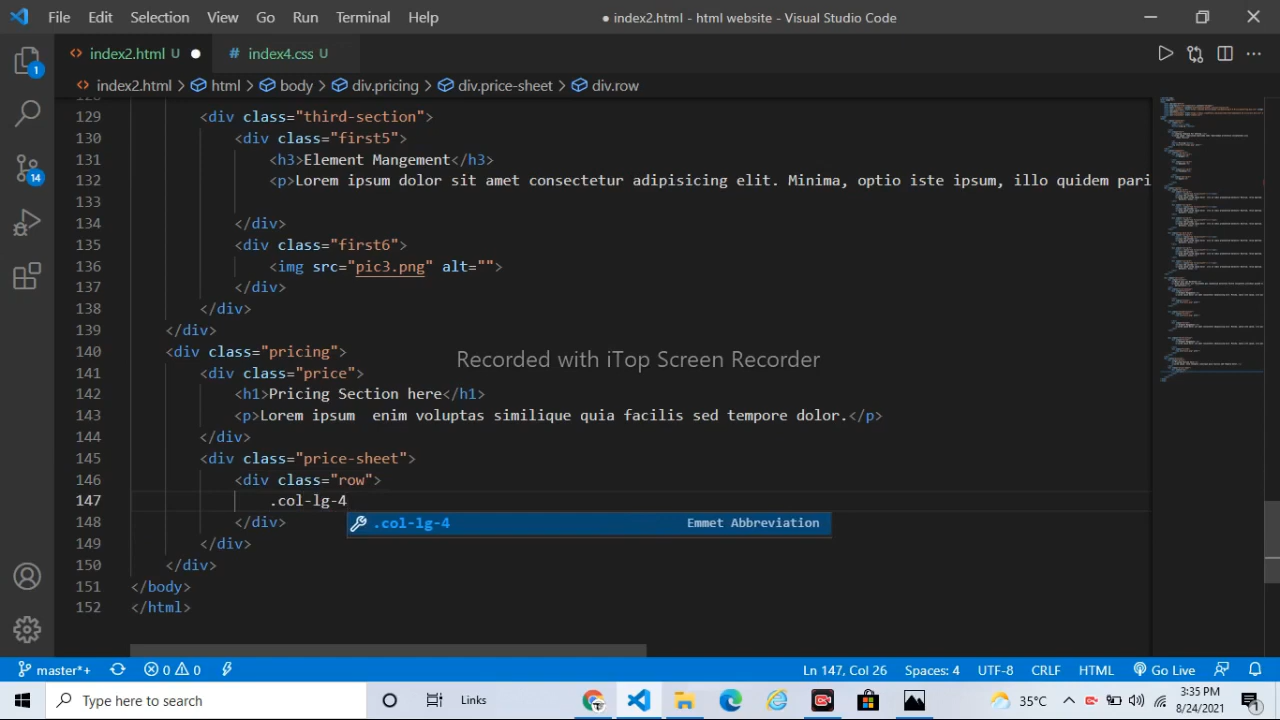 File Edit Selection View Go Run Terminal Help
● index2.html - html website - Visual Studio Code
index2.html U ●
# index4.css U
index2.html > html > body > div.pricing > div.price-sheet > div.row
129 <div class="third-section">
130 <div class="first5">
131 <h3>Element Mangement</h3>
132 <p>Lorem ipsum dolor sit amet consectetur adipisicing elit. Minima, optio iste ipsum, illo quidem pari
133
134 </div>
135 <div class="first6">
136 <img src="pic3.png" alt="">
137 </div>
138 </div>
139 </div>
140 <div class="pricing">
141 <div class="price">
142 <h1>Pricing Section here</h1>
143 <p>Lorem ipsum  enim voluptas similique quia facilis sed tempore dolor.</p>
144 </div>
145 <div class="price-sheet">
146 <div class="row">
147 .col-lg-4
148 </div>
.col-lg-4 Emmet Abbreviation
149 </div>
150 </div>
151 </body>
152 </html>
Recorded with iTop Screen Recorder
1
14
master*+ 0 0 Ln 147, Col 26 Spaces: 4 UTF-8 CRLF HTML Go Live
Type here to search
Links
35°C
3:35 PM
8/24/2021
1